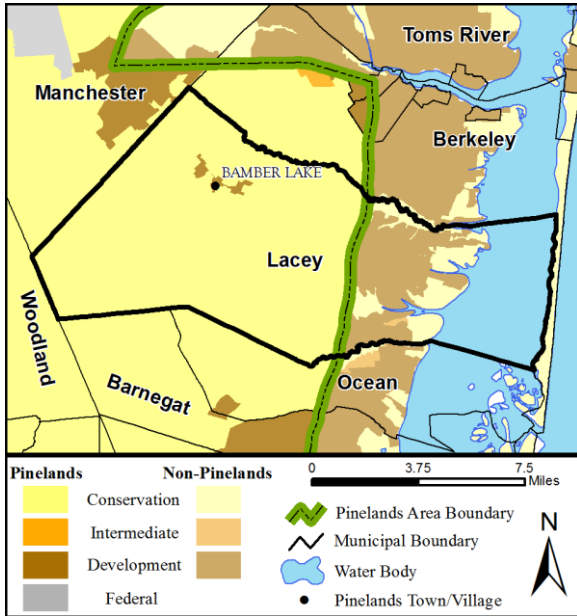 Toms River
Manchester
Berkeley
BAMBER LAKE
Lacey
Woodland
Barnegat
Ocean
Pinelands Non-Pinelands
Conservation
Intermediate
Development
Federal
0 3.75 7.5
Miles
Pinelands Area Boundary
Municipal Boundary
Water Body
Pinelands Town/Village
N